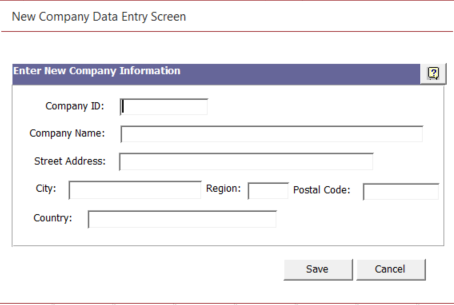 New Company Data Entry Screen
Enter New Company Information
?
Company ID:
Company Name:
Street Address:
City: Region: Postal Code:
Country:
Save Cancel